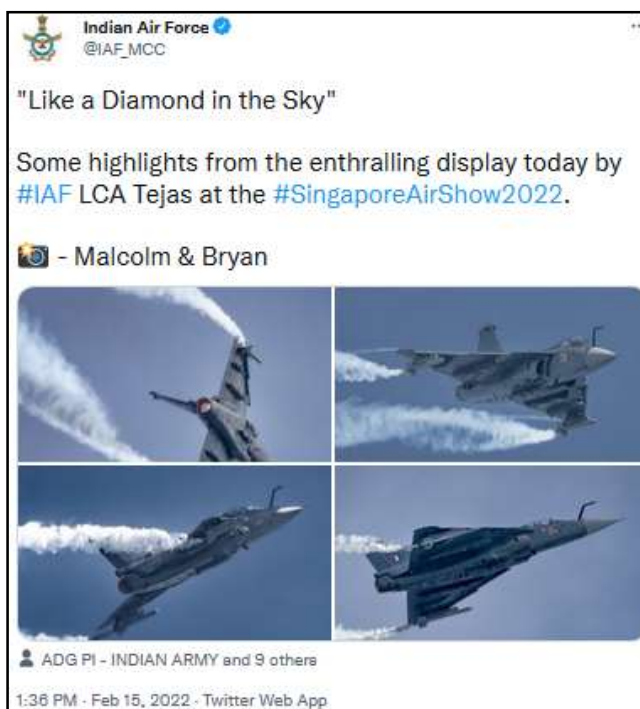 Indian Air Force
@IAF_MCC
"Like a Diamond in the Sky"
Some highlights from the enthralling display today by
#IAF LCA Tejas at the #SingaporeAirShow2022.
📸 - Malcolm & Bryan
ADG PI - INDIAN ARMY and 9 others
1:36 PM · Feb 15, 2022 · Twitter Web App